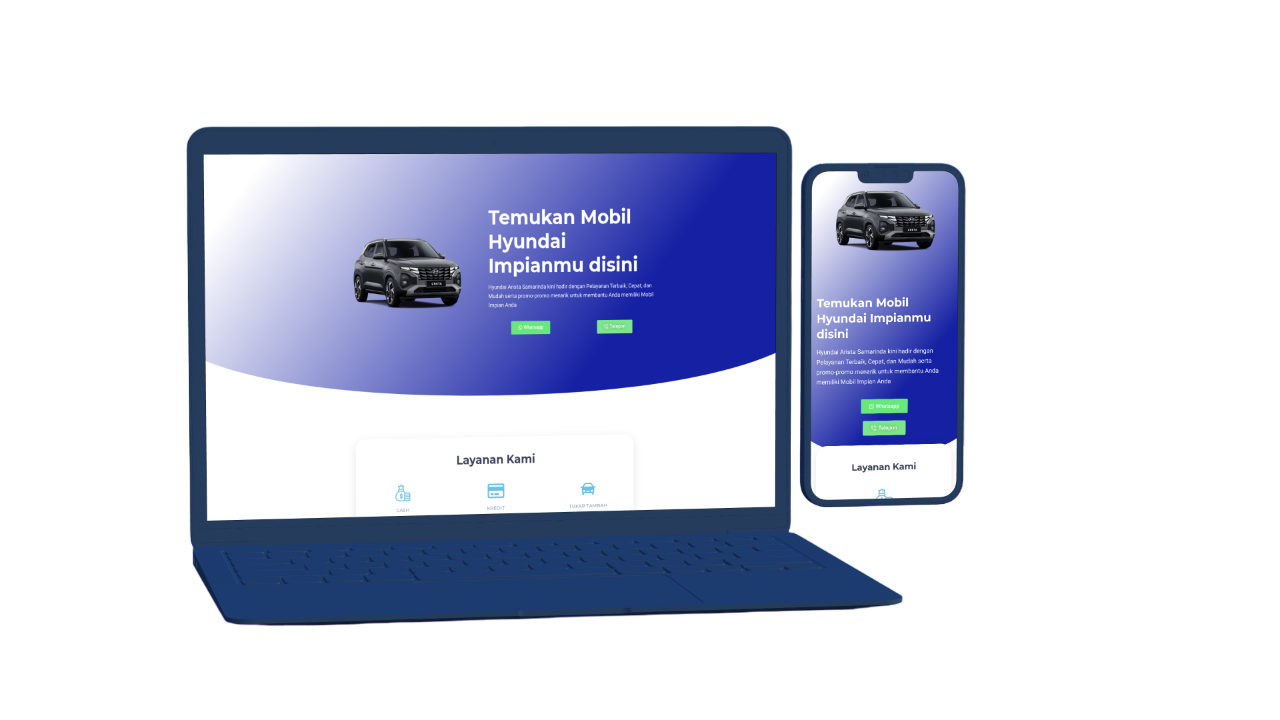 Temukan Mobil
Hyundai
Impianmu disini
Hyundai Arista Samarinda kini hadir dengan Pelayanan Terbaik, Cepat, dan
Mudah serta promo-promo menarik untuk membantu Anda memiliki Mobil
Impian Anda
Whatsapp
Telepon
Layanan Kami
CASH
KREDIT
TUKAR TAMBAH
Temukan Mobil
Hyundai Impianmu
disini
Hyundai Arista Samarinda kini hadir dengan
Pelayanan Terbaik, Cepat, dan Mudah serta
promo-promo menarik untuk membantu Anda
memiliki Mobil Impian Anda
Whatsapp
Telepon
Layanan Kami